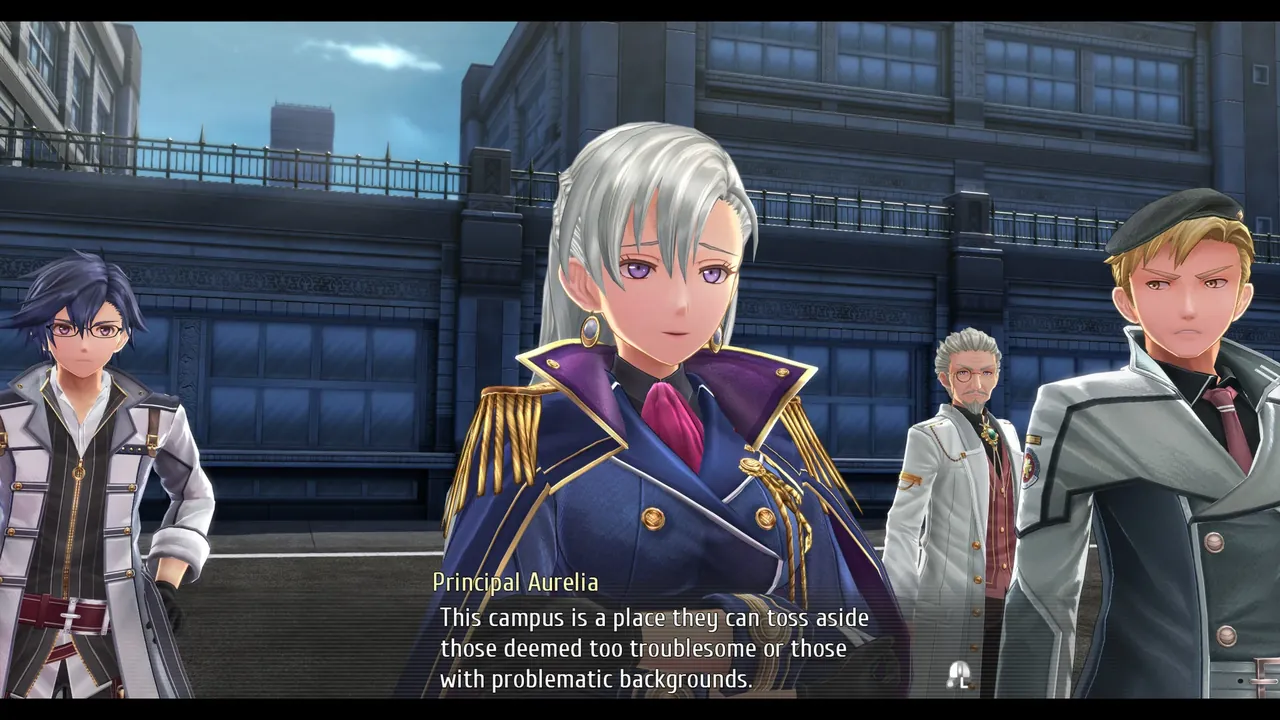 Principal Aurelia
This campus is a place they can toss aside
those deemed too troublesome or those
with problematic backgrounds.